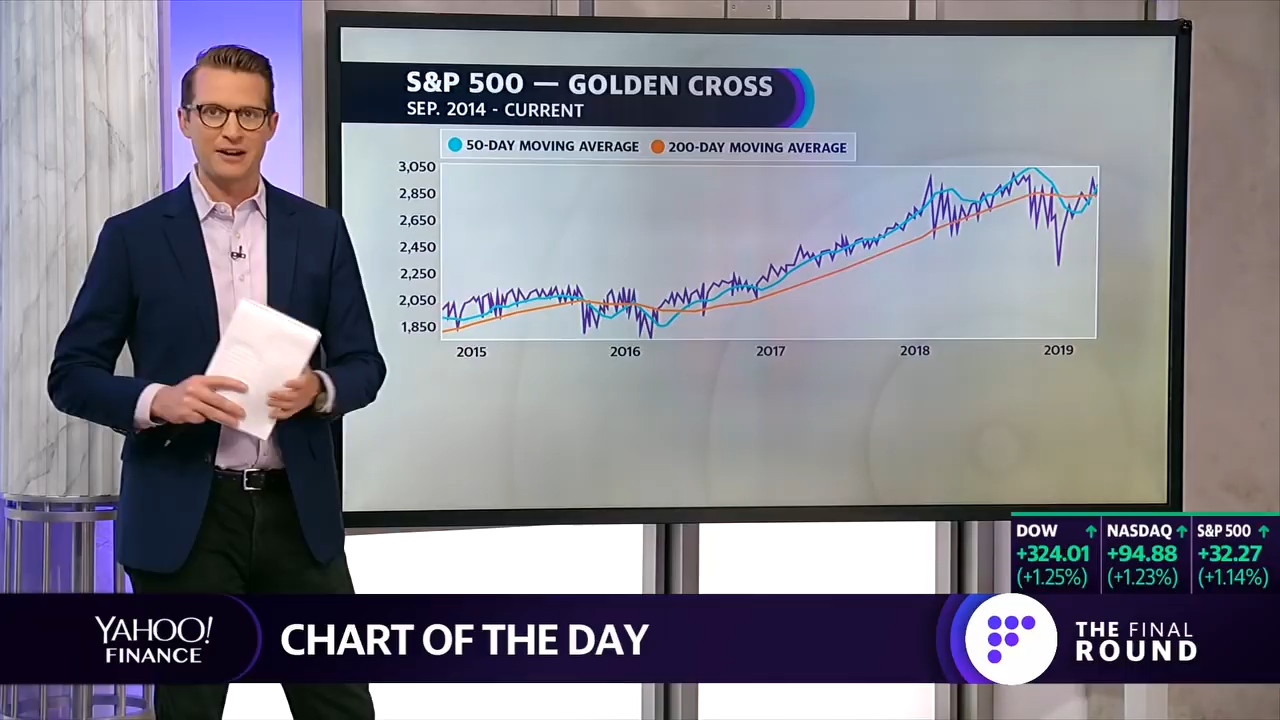 S&P 500 — GOLDEN CROSS
SEP. 2014 - CURRENT
50-DAY MOVING AVERAGE 200-DAY MOVING AVERAGE
3,050
2,850
2,650
2,450
2,250
2,050
1,850
2015 2016 2017 2018 2019
DOW NASDAQ S&P 500
+324.01 +94.88 +32.27
(+1.25%) (+1.23%) (+1.14%)
YAHOO!
FINANCE
CHART OF THE DAY
THE FINAL
ROUND